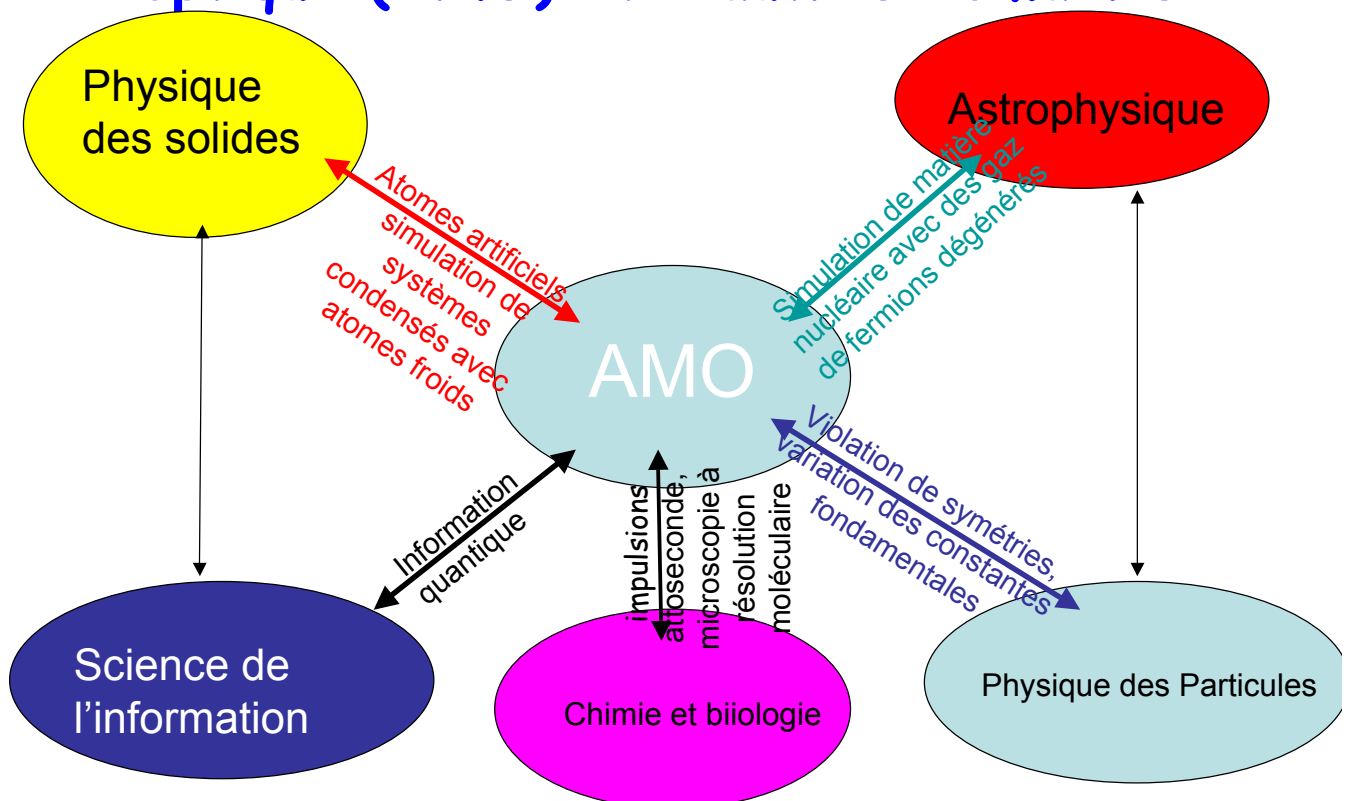 Physique
des solides
Astrophysique
Atomes artificiels
simulation de
systèmes
condensés avec
atomes froids
Simulation de matière
nucléaire avec des gaz
de fermions dégénérés
AMO
Violation de symétries,
variation des constantes
fondamentales
Information
quantique
impulsions
attoseconde,
microscopie à
résolution
moléculaire
Science de
l’information
Chimie et biiologie
Physique des Particules